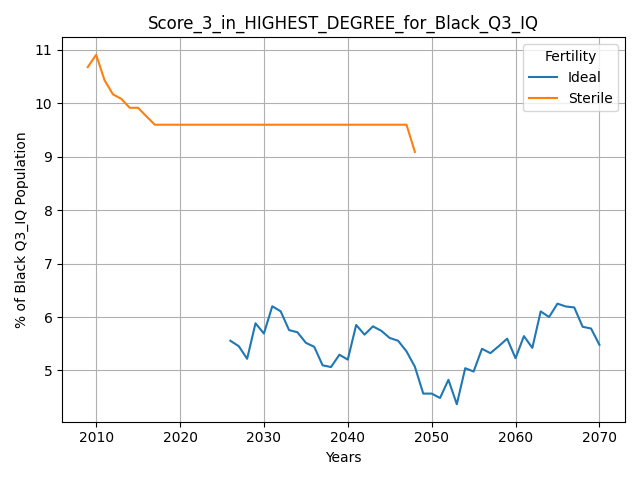 Score_3_in_HIGHEST_DEGREE_for_Black_Q3_IQ
% of Black Q3_IQ Population
11
10
9
8
7
6
5
Fertility
Ideal
Sterile
2010 2020 2030 2040 2050 2060 2070
Years